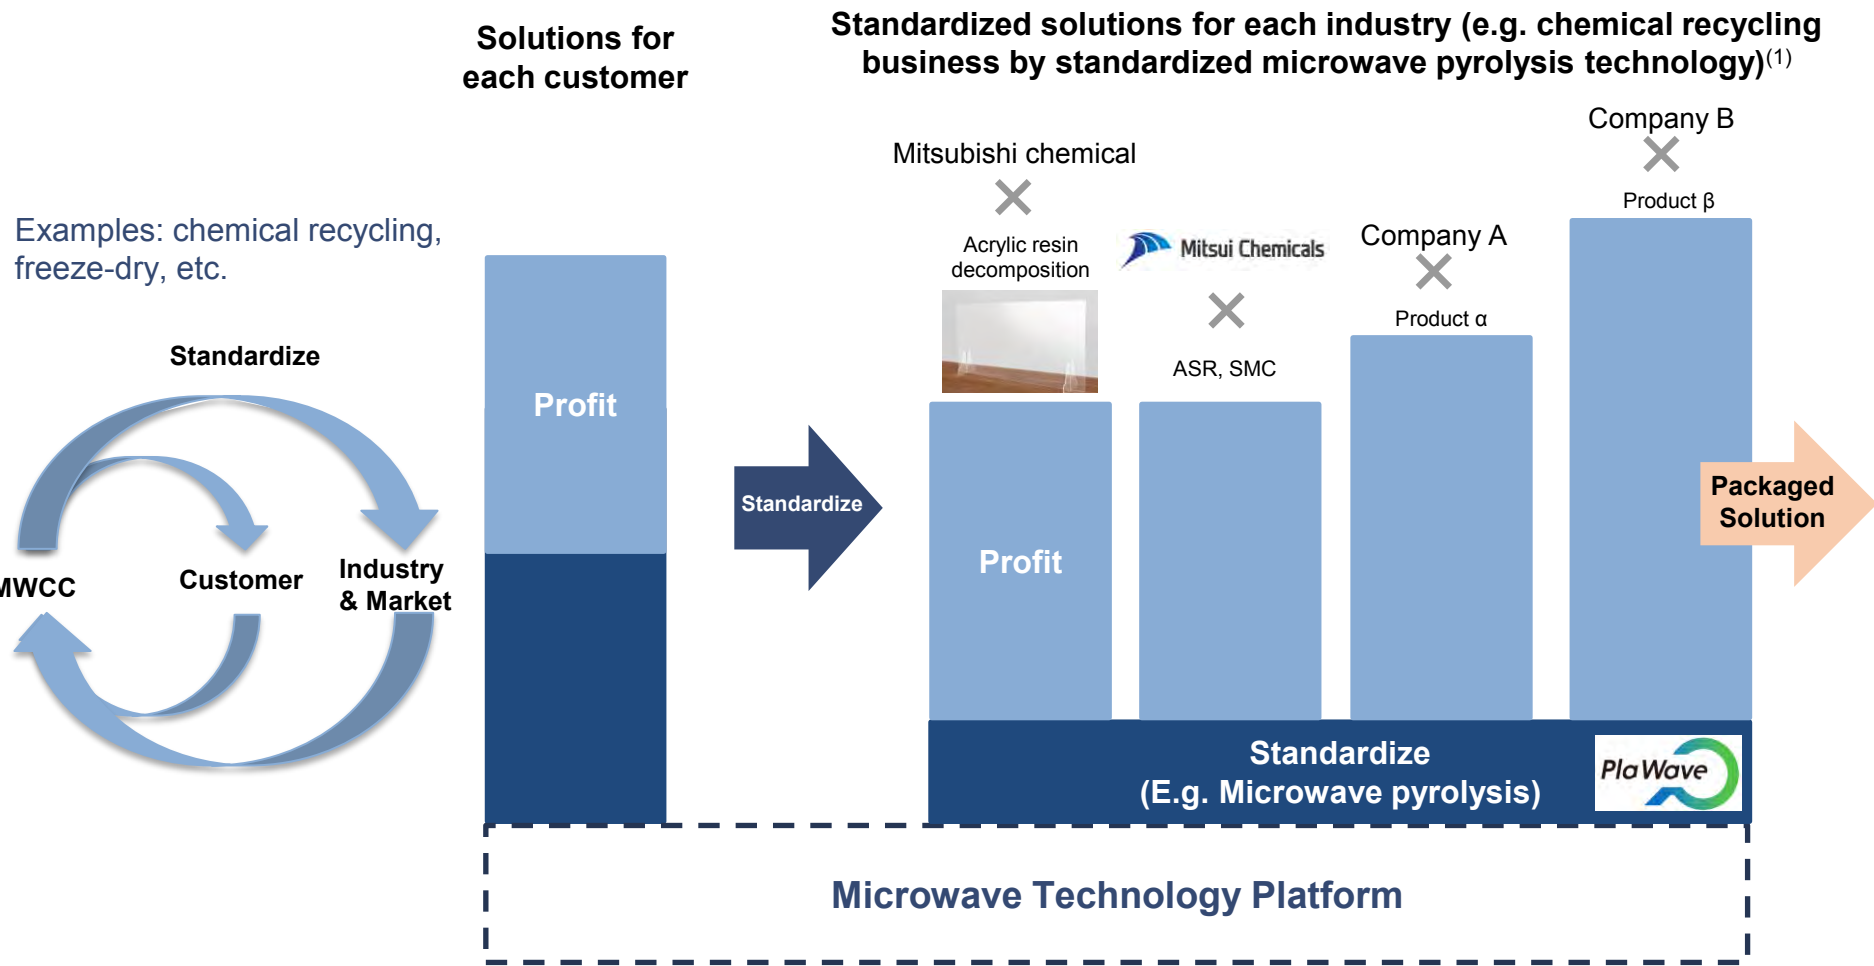 Solutions for
each customer
Standardized solutions for each industry (e.g. chemical recycling
business by standardized microwave pyrolysis technology)(1)
Examples: chemical recycling,
freeze-dry, etc.
Standardize
MWCC
Customer
Industry
& Market
Profit
Standardize
Mitsubishi chemical
Acrylic resin
decomposition
Profit
Mitsui Chemicals
ASR, SMC
Company A
Product α
Company B
Product β
Packaged
Solution
Standardize
(E.g. Microwave pyrolysis)
PlaWave
Microwave Technology Platform